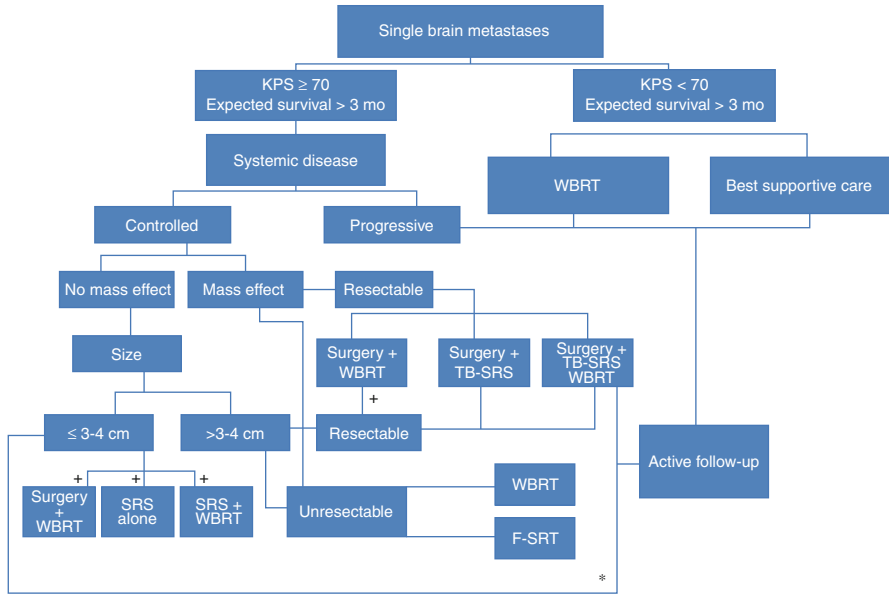 Single brain metastases
KPS ≥ 70
Expected survival > 3 mo
KPS < 70
Expected survival > 3 mo
Systemic disease
WBRT
Best supportive care
Controlled
Progressive
No mass effect
Mass effect
Resectable
Size
Surgery +
WBRT
Surgery +
TB-SRS
Surgery +
TB-SRS
WBRT
+
≤ 3-4 cm
>3-4 cm
Resectable
Active follow-up
+
+
+
Surgery
+
WBRT
SRS
alone
SRS +
WBRT
Unresectable
WBRT
F-SRT
*